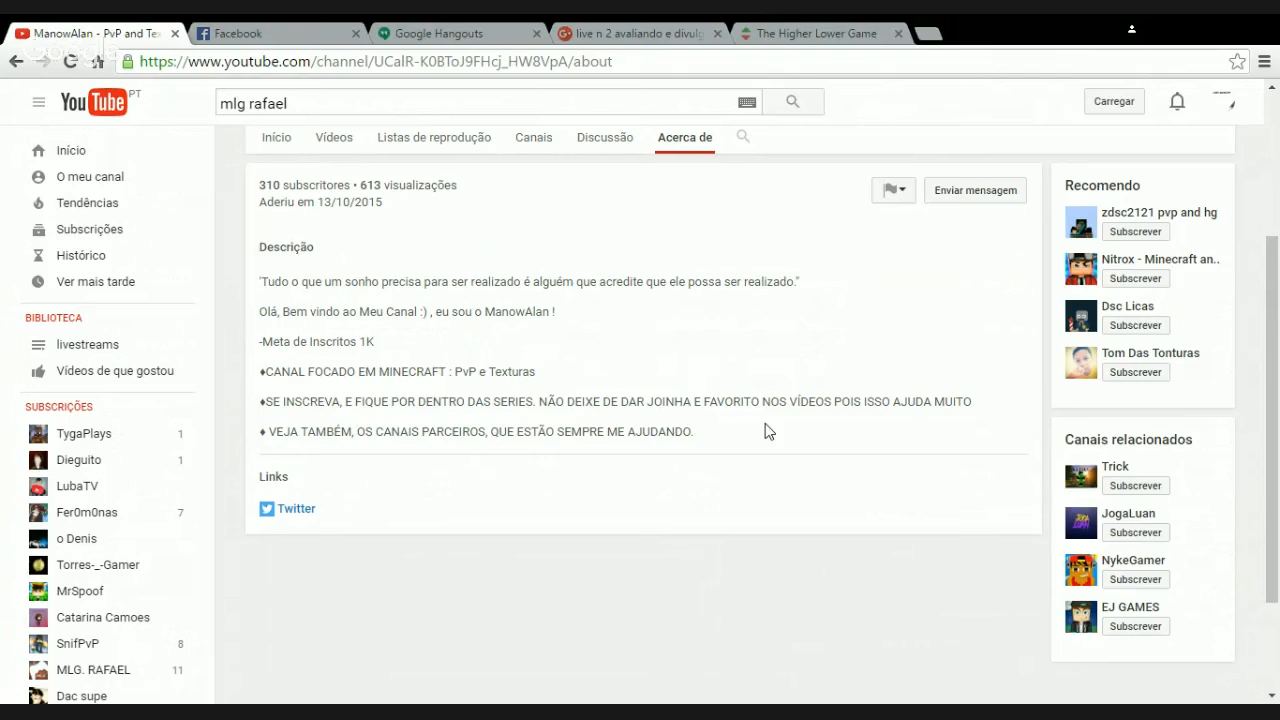 ManowAlan - PvP and Tex
Facebook
Google Hangouts
live n 2 avaliando e divulg
The Higher Lower Game
Google
https://www.youtube.com/channel/UCalR-K0BToJ9FHcj_HW8VpA/about
YouTube PT
mlg rafael
Carregar
Início Vídeos Listas de reprodução Canais Discussão Acerca de
Início
O meu canal
Tendências
Subscrições
Histórico
Ver mais tarde
BIBLIOTECA
livestreams
Vídeos de que gostou
SUBSCRIÇÕES
TygaPlays 1
Dieguito 1
LubaTV
Fer0m0nas 7
o Denis
Torres-_-Gamer
MrSpoof
Catarina Camoes
SnifPvP 8
MLG. RAFAEL 11
Dac supe
310 subscritores • 613 visualizações
Aderiu em 13/10/2015
Enviar mensagem
Descrição
'Tudo o que um sonho precisa para ser realizado é alguém que acredite que ele possa ser realizado."
Olá, Bem vindo ao Meu Canal :) , eu sou o ManowAlan !
-Meta de Inscritos 1K
♦CANAL FOCADO EM MINECRAFT : PvP e Texturas
♦SE INSCREVA, E FIQUE POR DENTRO DAS SERIES. NÃO DEIXE DE DAR JOINHA E FAVORITO NOS VÍDEOS POIS ISSO AJUDA MUITO
♦ VEJA TAMBÉM, OS CANAIS PARCEIROS, QUE ESTÃO SEMPRE ME AJUDANDO.
Links
Twitter
Recomendo
zdsc2121 pvp and hg
Subscrever
Nitrox - Minecraft an..
Subscrever
Dsc Licas
Subscrever
Tom Das Tonturas
Subscrever
Canais relacionados
Trick
Subscrever
JogaLuan
Subscrever
NykeGamer
Subscrever
EJ GAMES
Subscrever